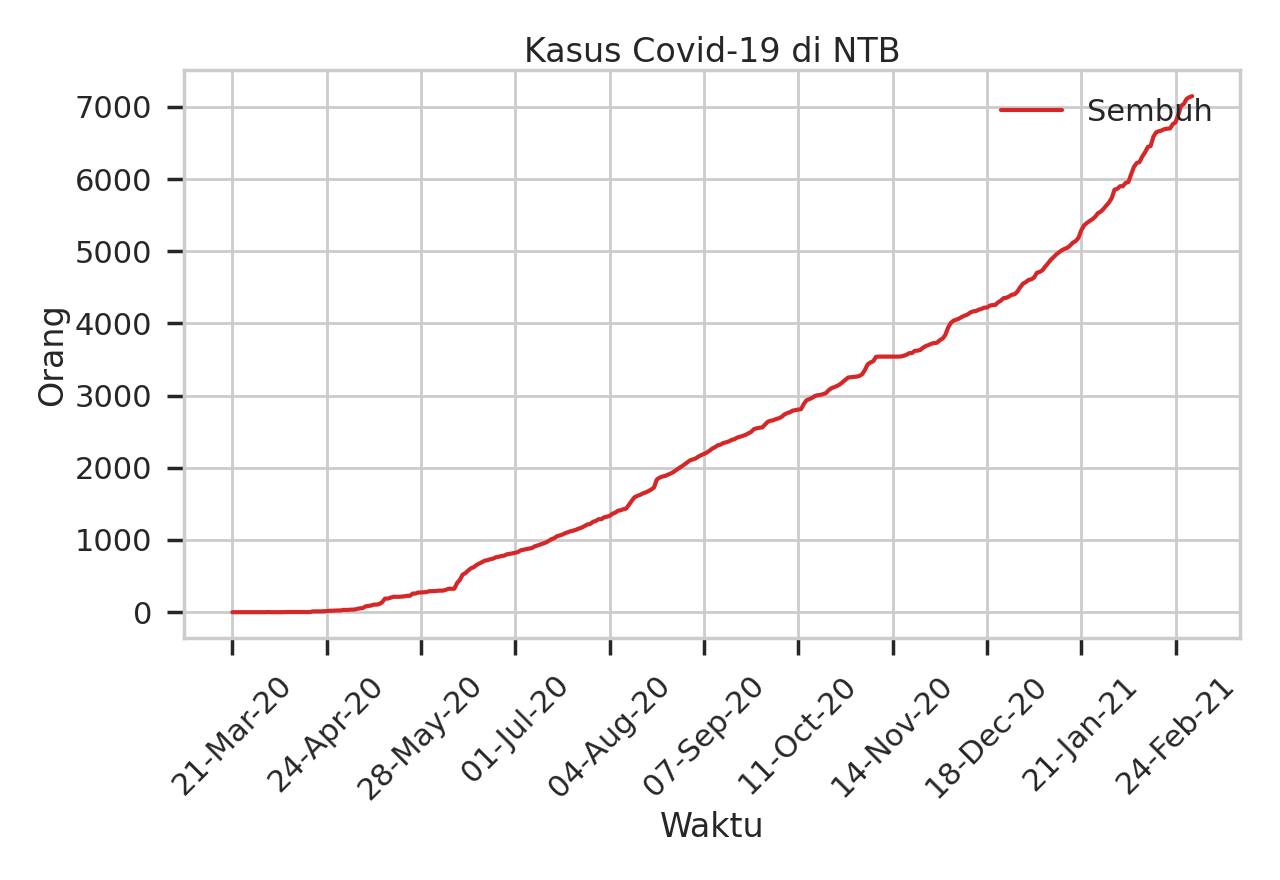 Kasus Covid-19 di NTB
Sembuh
7000
6000
5000
4000
3000
2000
1000
0
Orang
21-Mar-20
24-Apr-20
28-May-20
01-Jul-20
04-Aug-20
07-Sep-20
11-Oct-20
14-Nov-20
18-Dec-20
21-Jan-21
24-Feb-21
Waktu